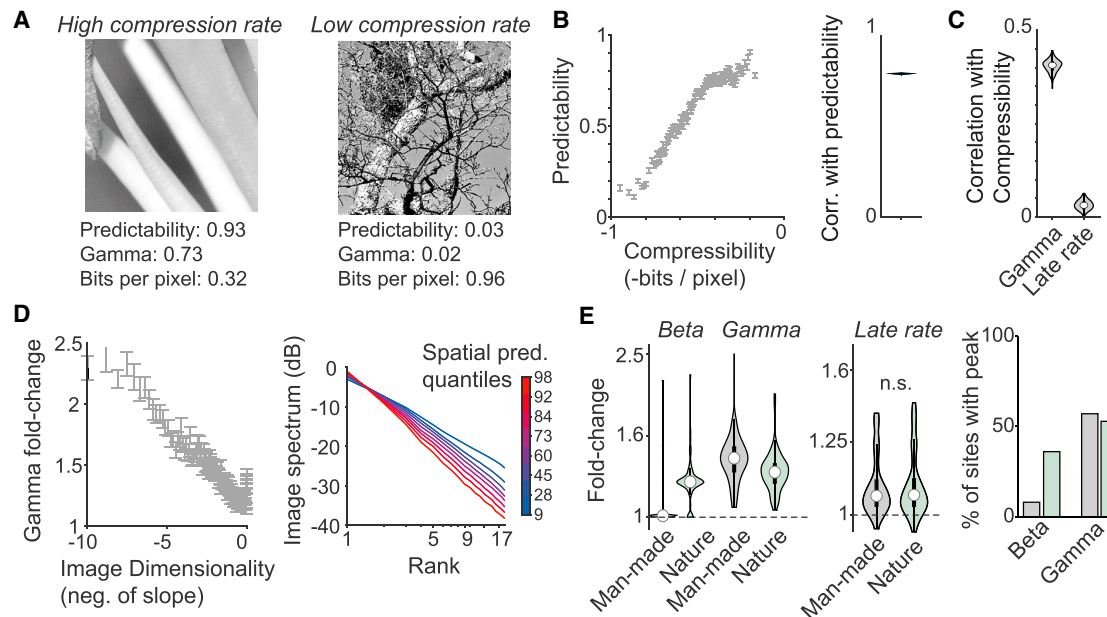 A
High compression rate
Low compression rate
Predictability: 0.93
Gamma: 0.73
Bits per pixel: 0.32
Predictability: 0.03
Gamma: 0.02
Bits per pixel: 0.96
B
Predictability
1
0.5
0
-1
0
Compressibility
(-bits / pixel)
Corr. with predictability
1
0
C
Correlation with
Compressibility
0.5
0
Gamma
Late rate
D
Gamma fold-change
2.5
2
1.5
1
-10
-5
0
Image Dimensionality
(neg. of slope)
Image spectrum (dB)
0
-10
-20
-30
-40
1
5
9
17
Rank
Spatial pred.
quantiles
98
92
84
73
60
45
28
9
E
Beta
Gamma
Fold-change
2.5
1.6
1
Man-made
Nature
Man-made
Nature
Late rate
n.s.
1.6
1.25
1
Man-made
Nature
% of sites with peak
100
50
0
Beta
Gamma